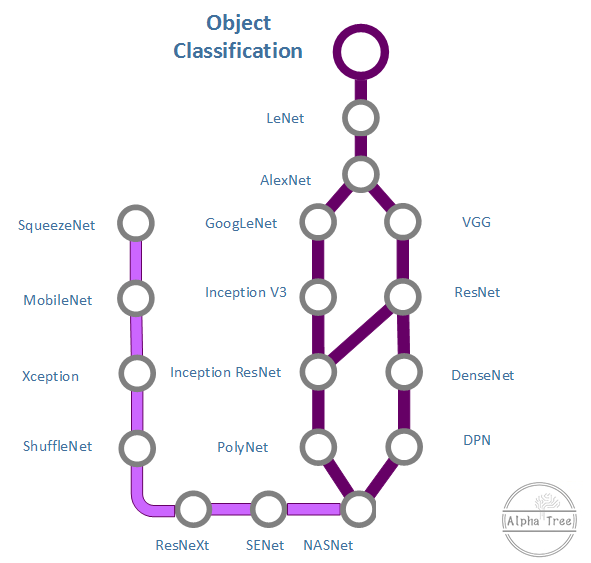 Object
Classification
LeNet
AlexNet
SqueezeNet
GoogLeNet
VGG
MobileNet
Inception V3
ResNet
Xception
Inception ResNet
DenseNet
ShuffleNet
PolyNet
DPN
ResNeXt
SENet
NASNet
Alpha Tree